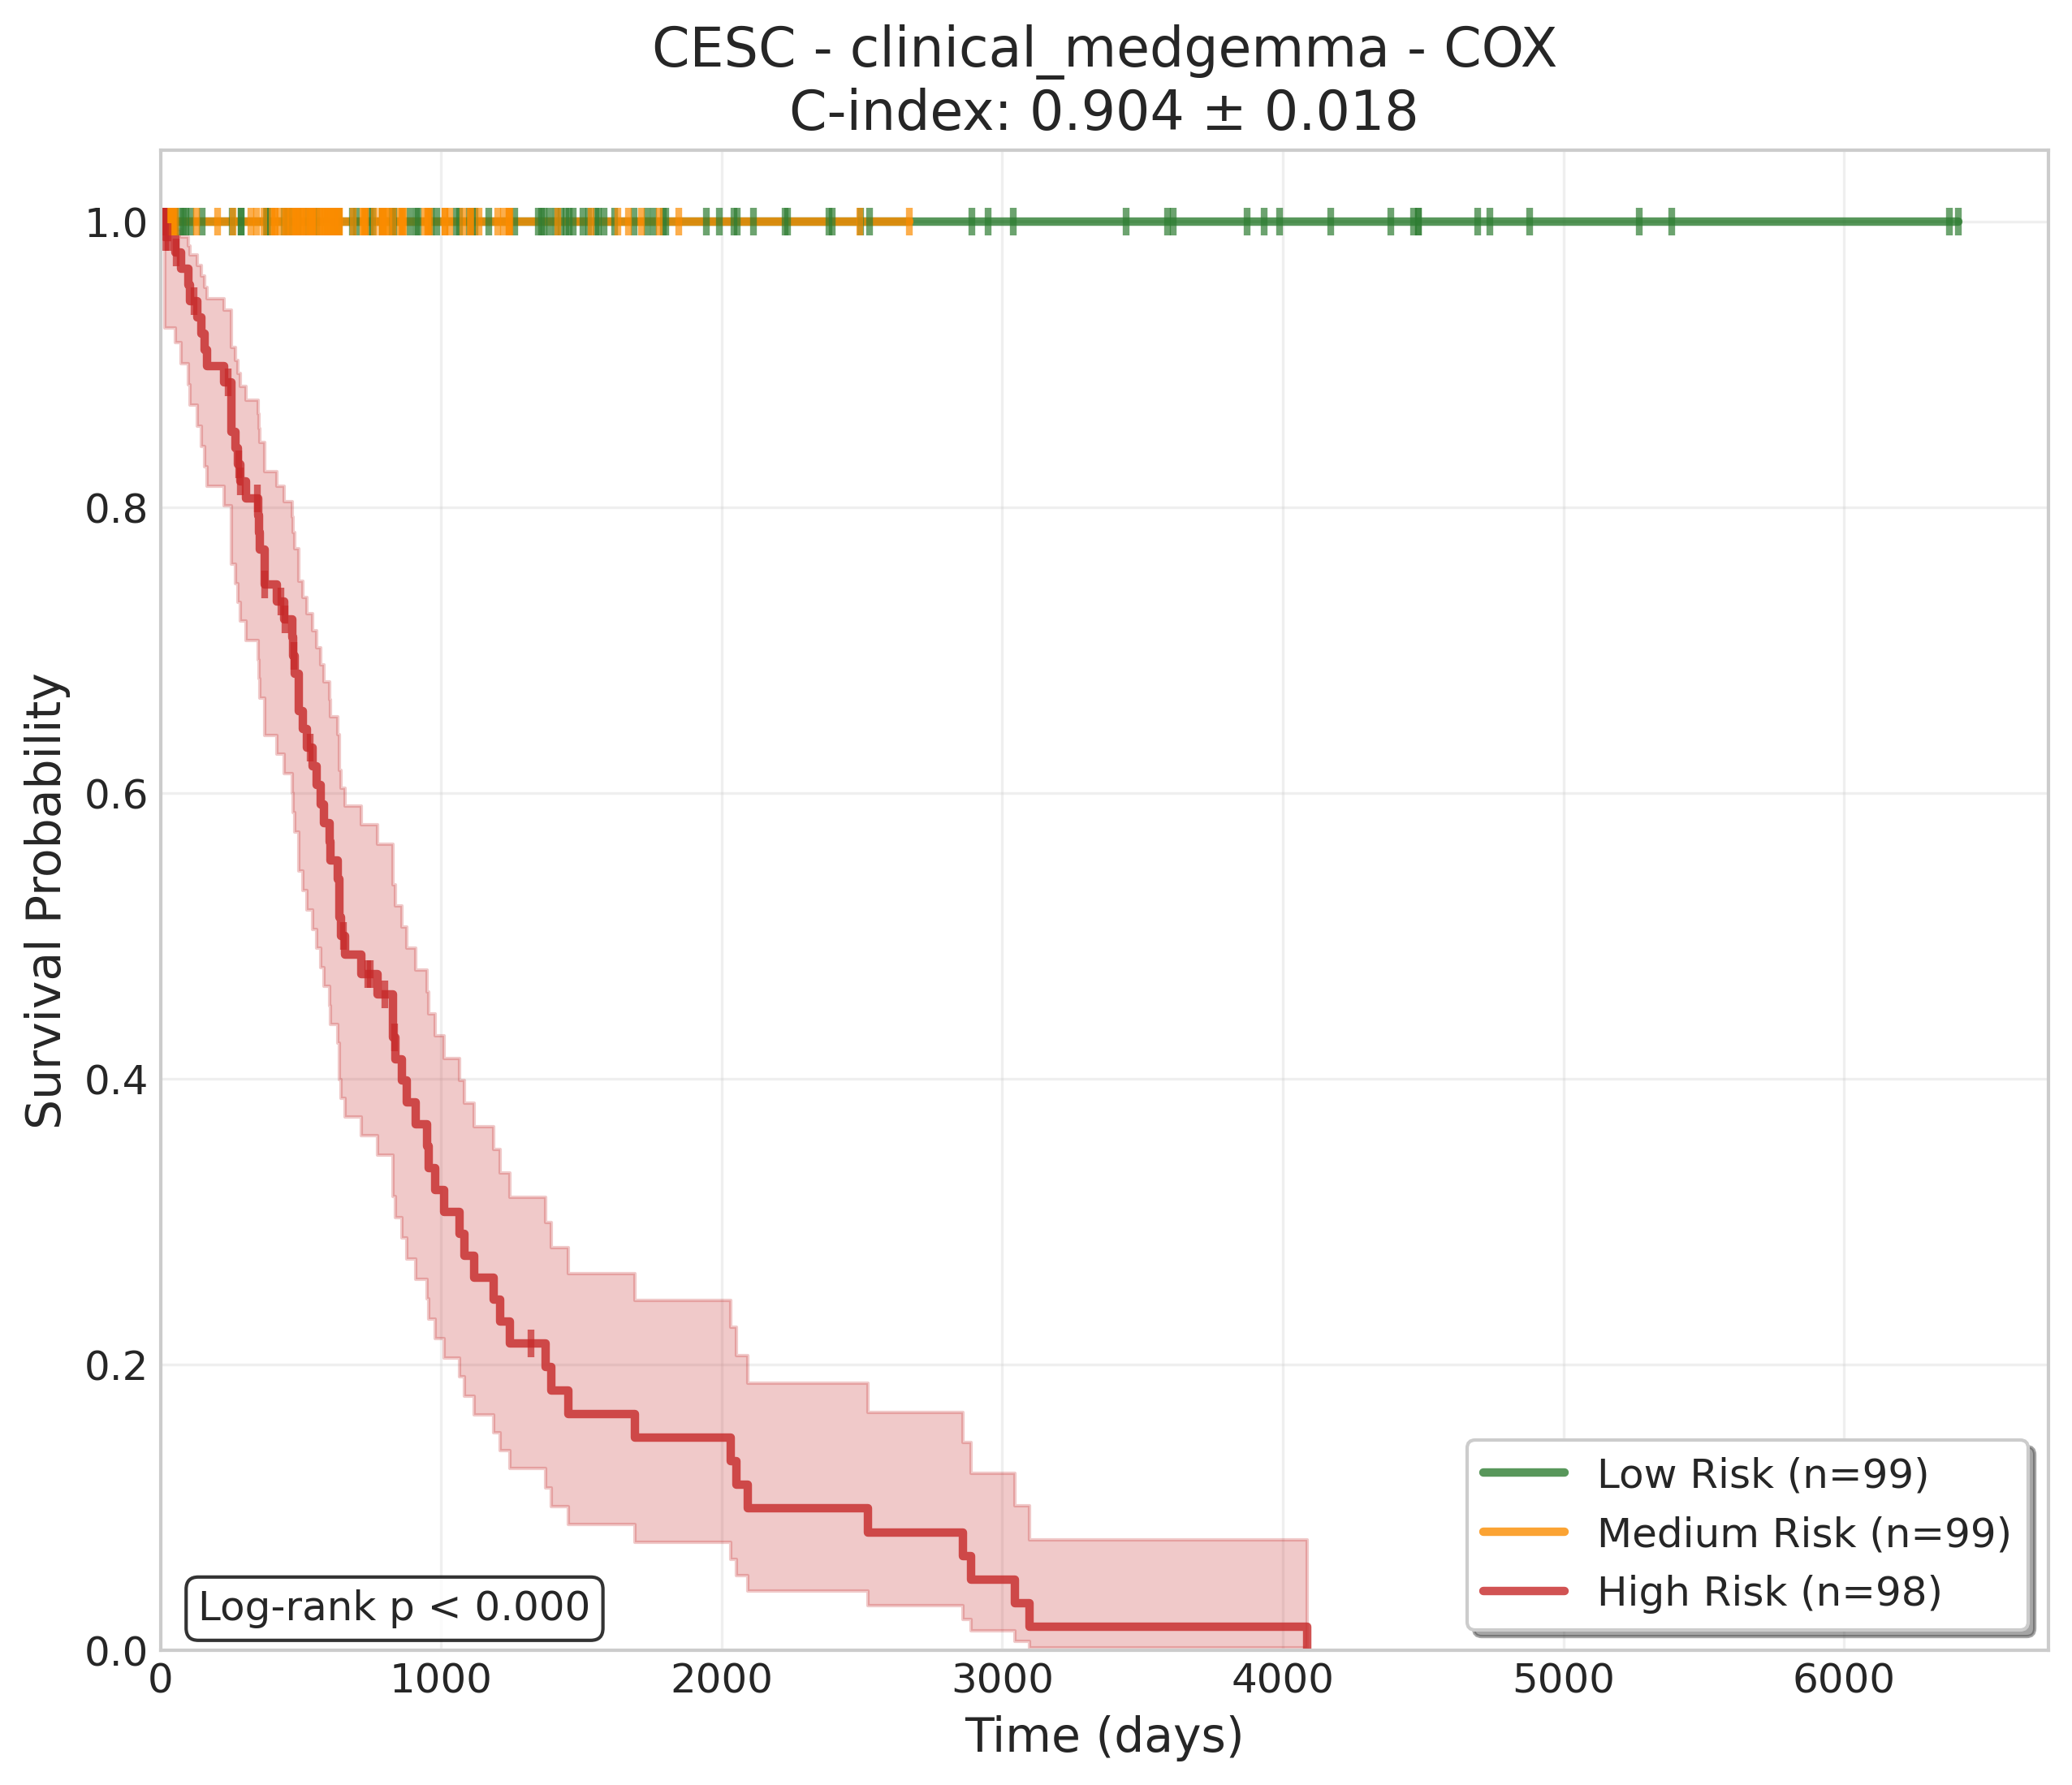 CESC - clinical_medgemma - COX
C-index: 0.904 ± 0.018
Survival Probability
1.0
0.8
0.6
0.4
0.2
0.0
Log-rank p < 0.000
Low Risk (n=99)
Medium Risk (n=99)
High Risk (n=98)
0 1000 2000 3000 4000 5000 6000
Time (days)